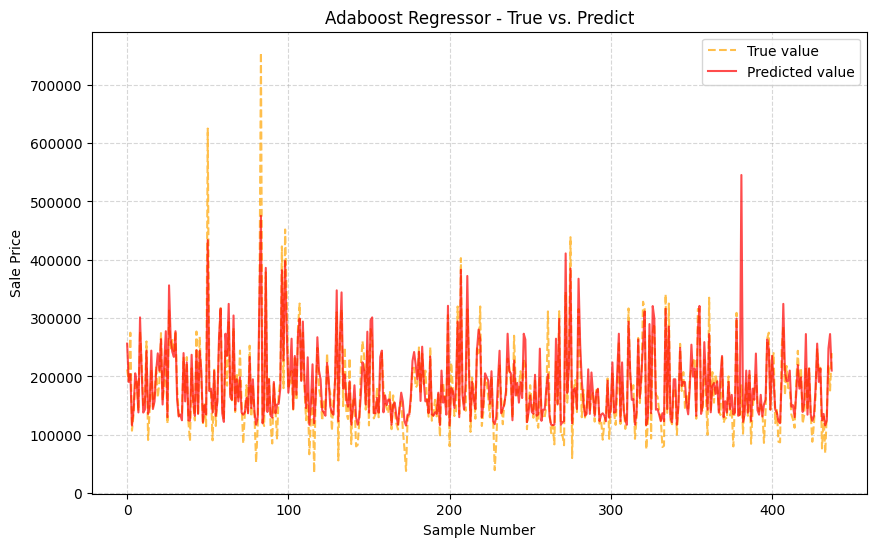 Adaboost Regressor - True vs. Predict
True value
Predicted value
Sale Price
700000
600000
500000
400000
300000
200000
100000
0
0 100 200 300 400
Sample Number